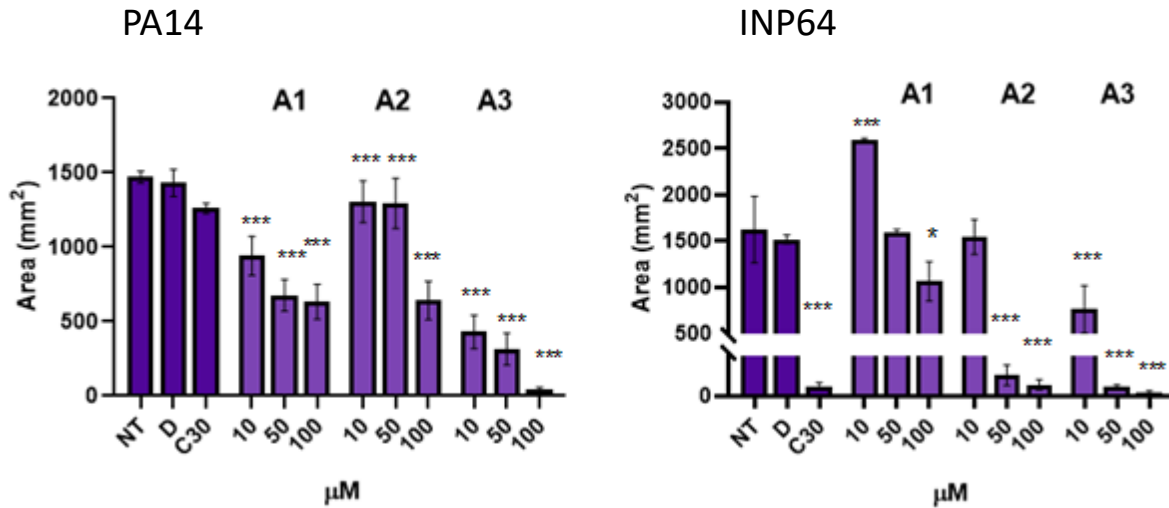 PA14
A1 A2 A3
2000
1500
1000
500
0
Area (mm²)
*** *** *** *** *** *** *** *** ***
NT D C30 10 50 100 10 50 100 10 50 100
μM
INP64
A1 A2 A3
3000
2500
2000
1500
1000
500
0
Area (mm²)
*** *** * *** *** *** *** ***
NT D C30 10 50 100 10 50 100 10 50 100
μM